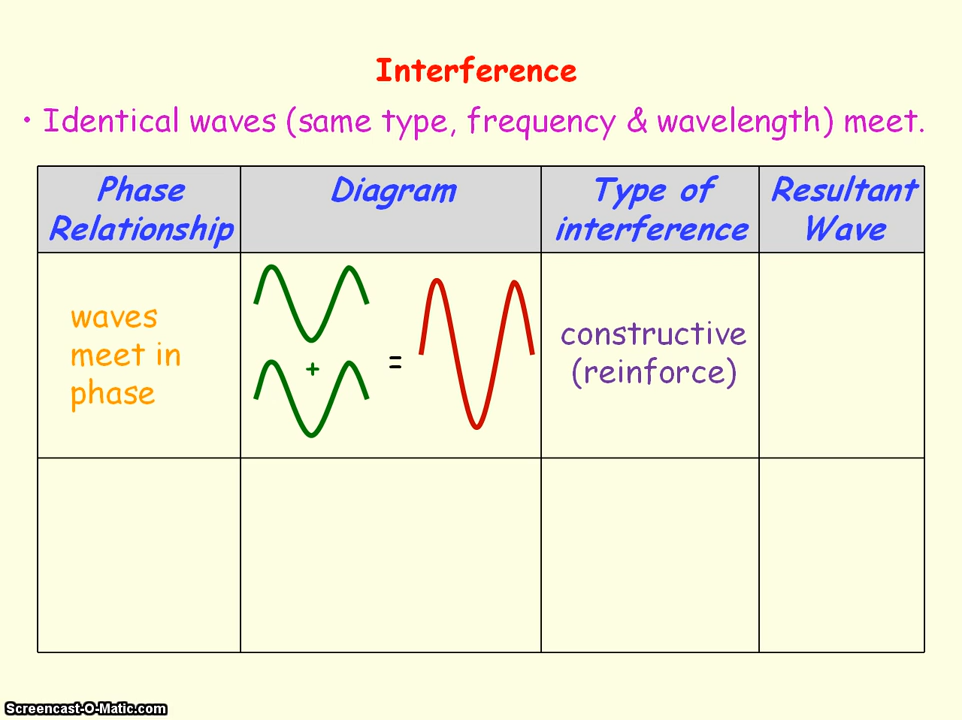 Interference
• Identical waves (same type, frequency & wavelength) meet.
Phase
Relationship
Diagram
Type of
interference
Resultant
Wave
waves
meet in
phase
+
=
constructive
(reinforce)
Screencast-O-Matic.com